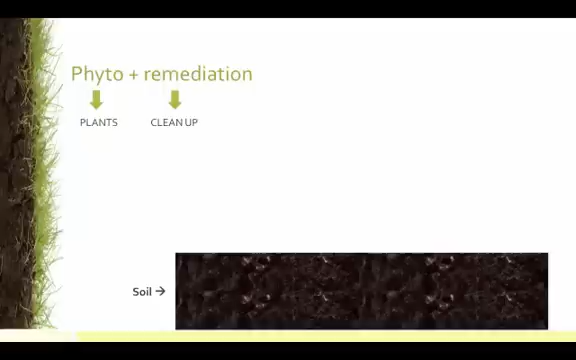 Phyto + remediation
PLANTS CLEAN UP
Soil →